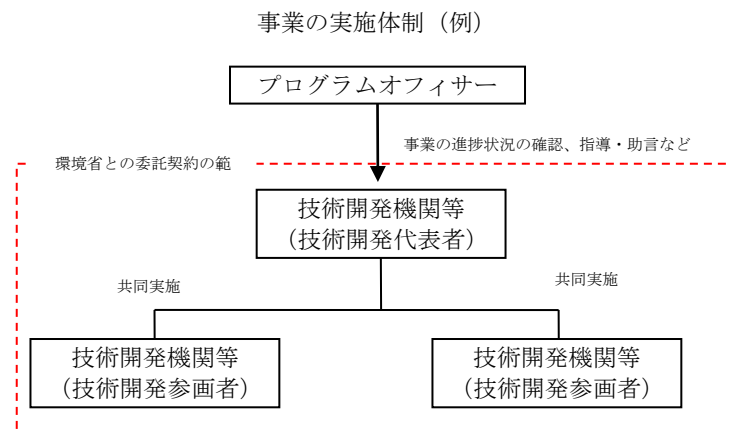 事業の実施体制（例）
プログラムオフィサー
事業の進捗状況の確認、指導・助言など
環境省との委託契約の範
技術開発機関等
（技術開発代表者）
共同実施
共同実施
技術開発機関等
（技術開発参画者）
技術開発機関等
（技術開発参画者）